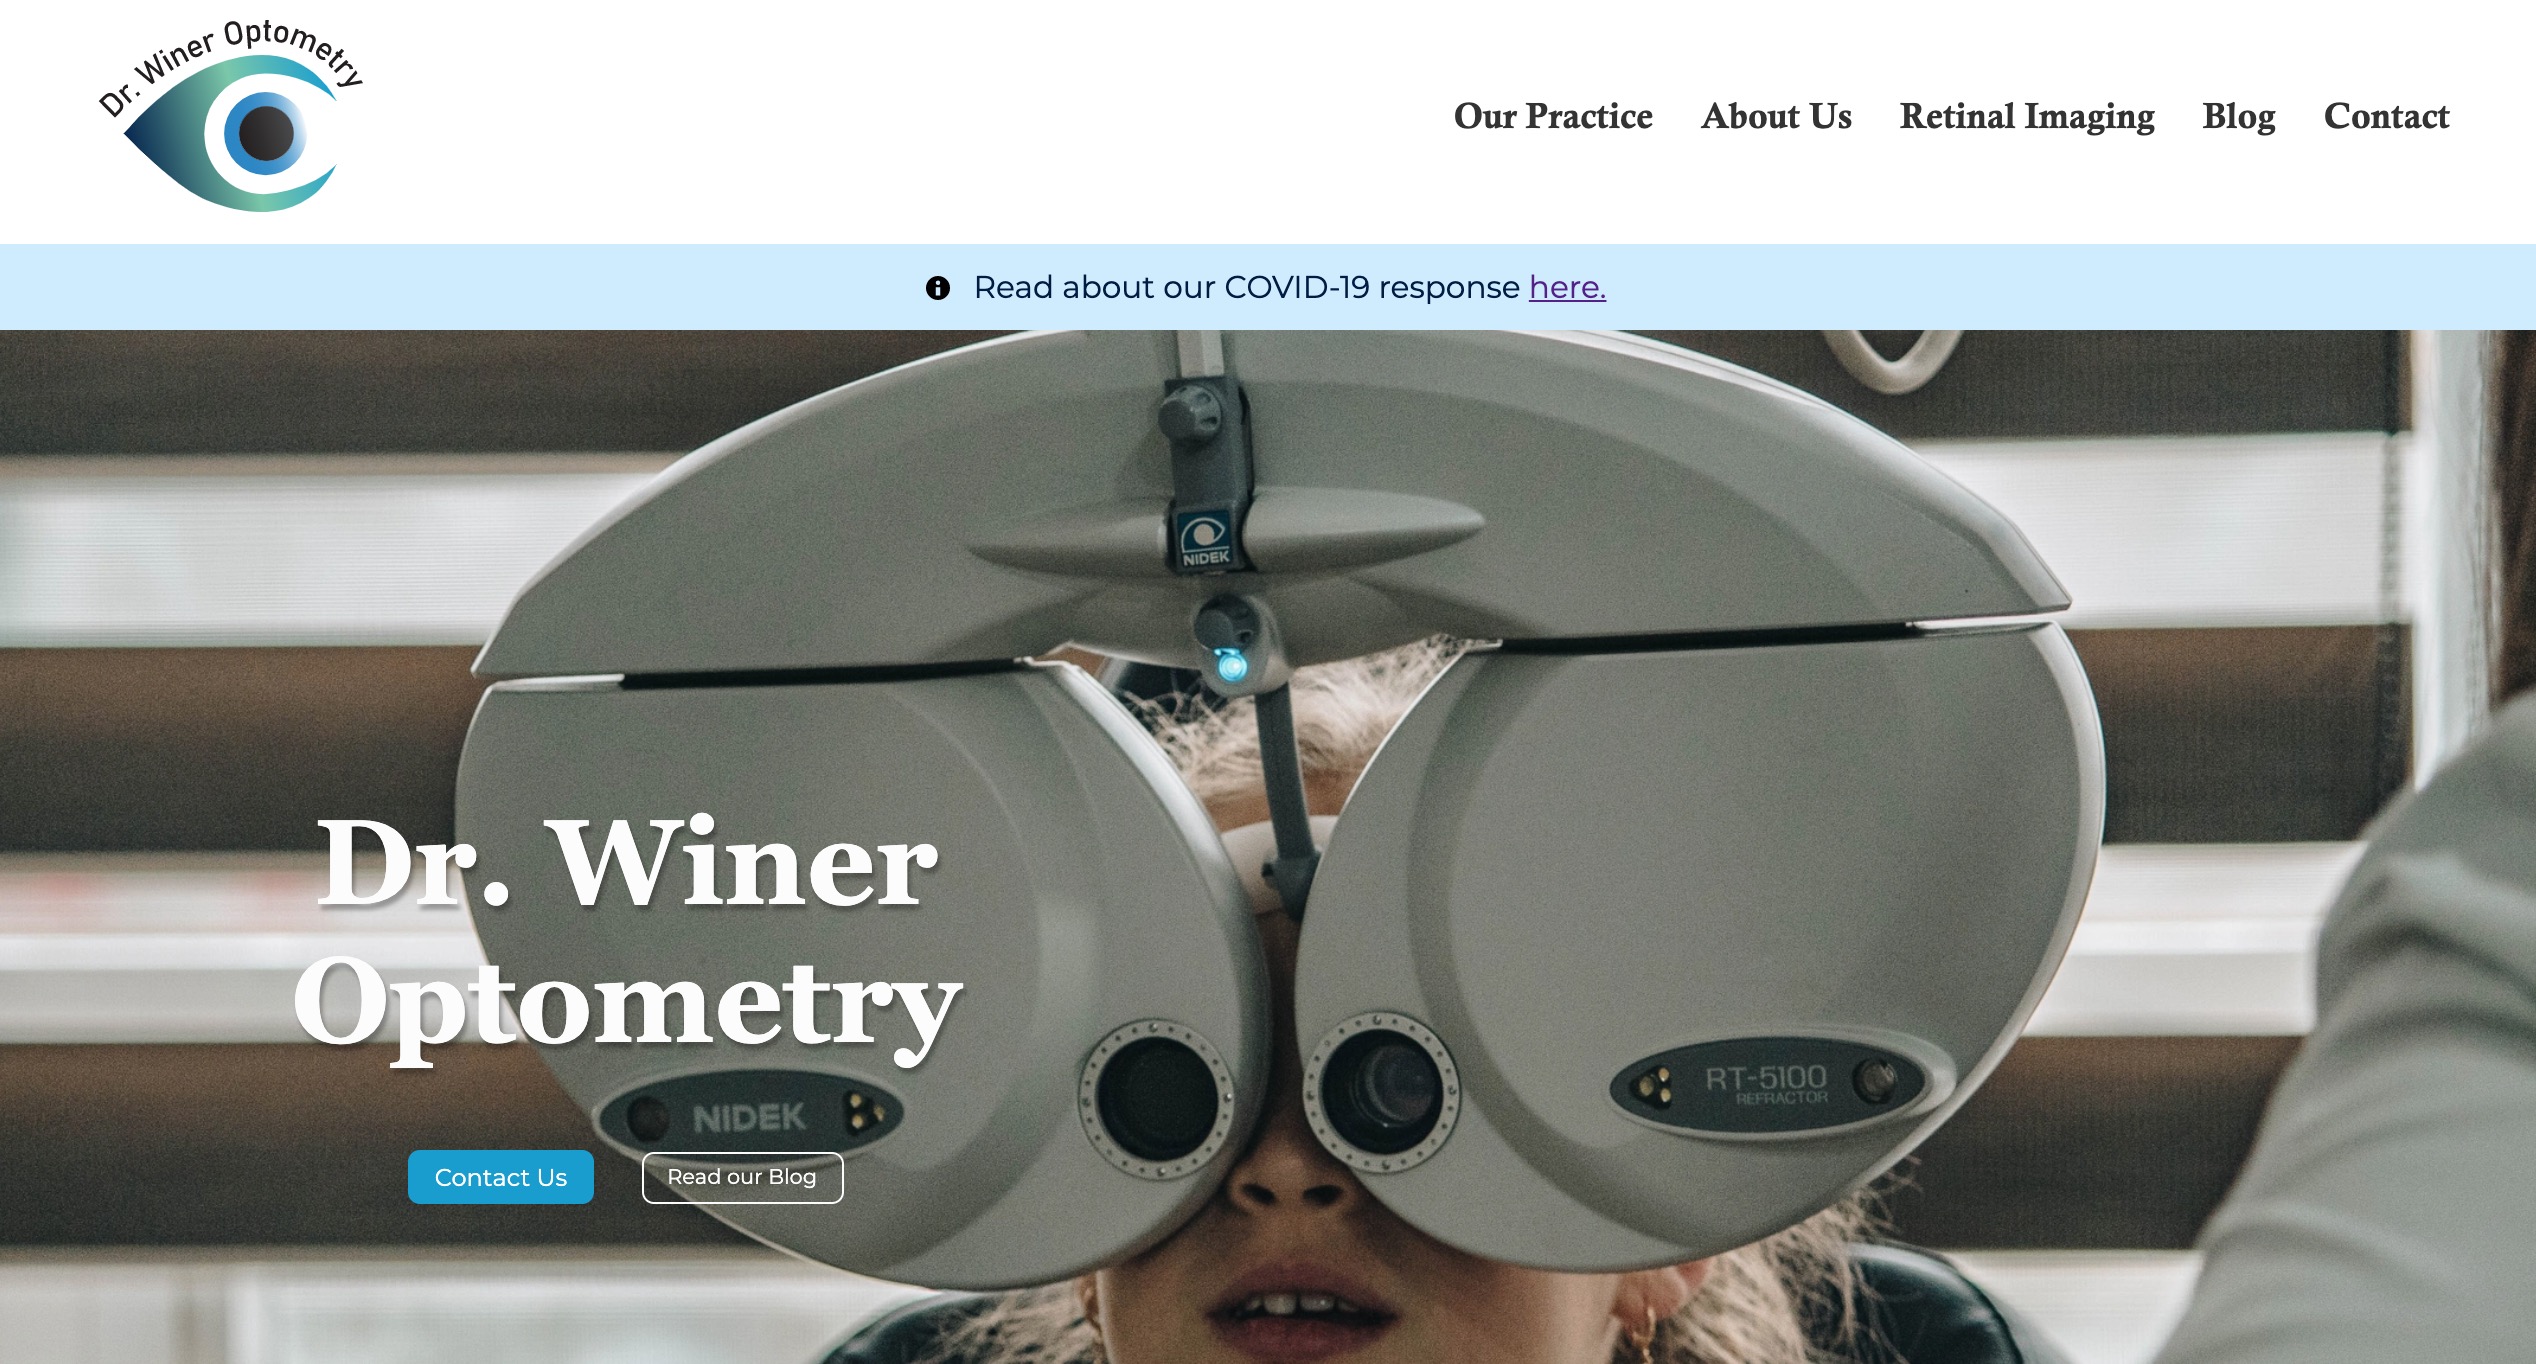 Dr. Winer Optometry
Our Practice About Us Retinal Imaging Blog Contact
Read about our COVID-19 response here.
NIDEK
Dr. Winer
Optometry
NIDEK
RT-5100
REFRACTOR
Contact Us Read our Blog